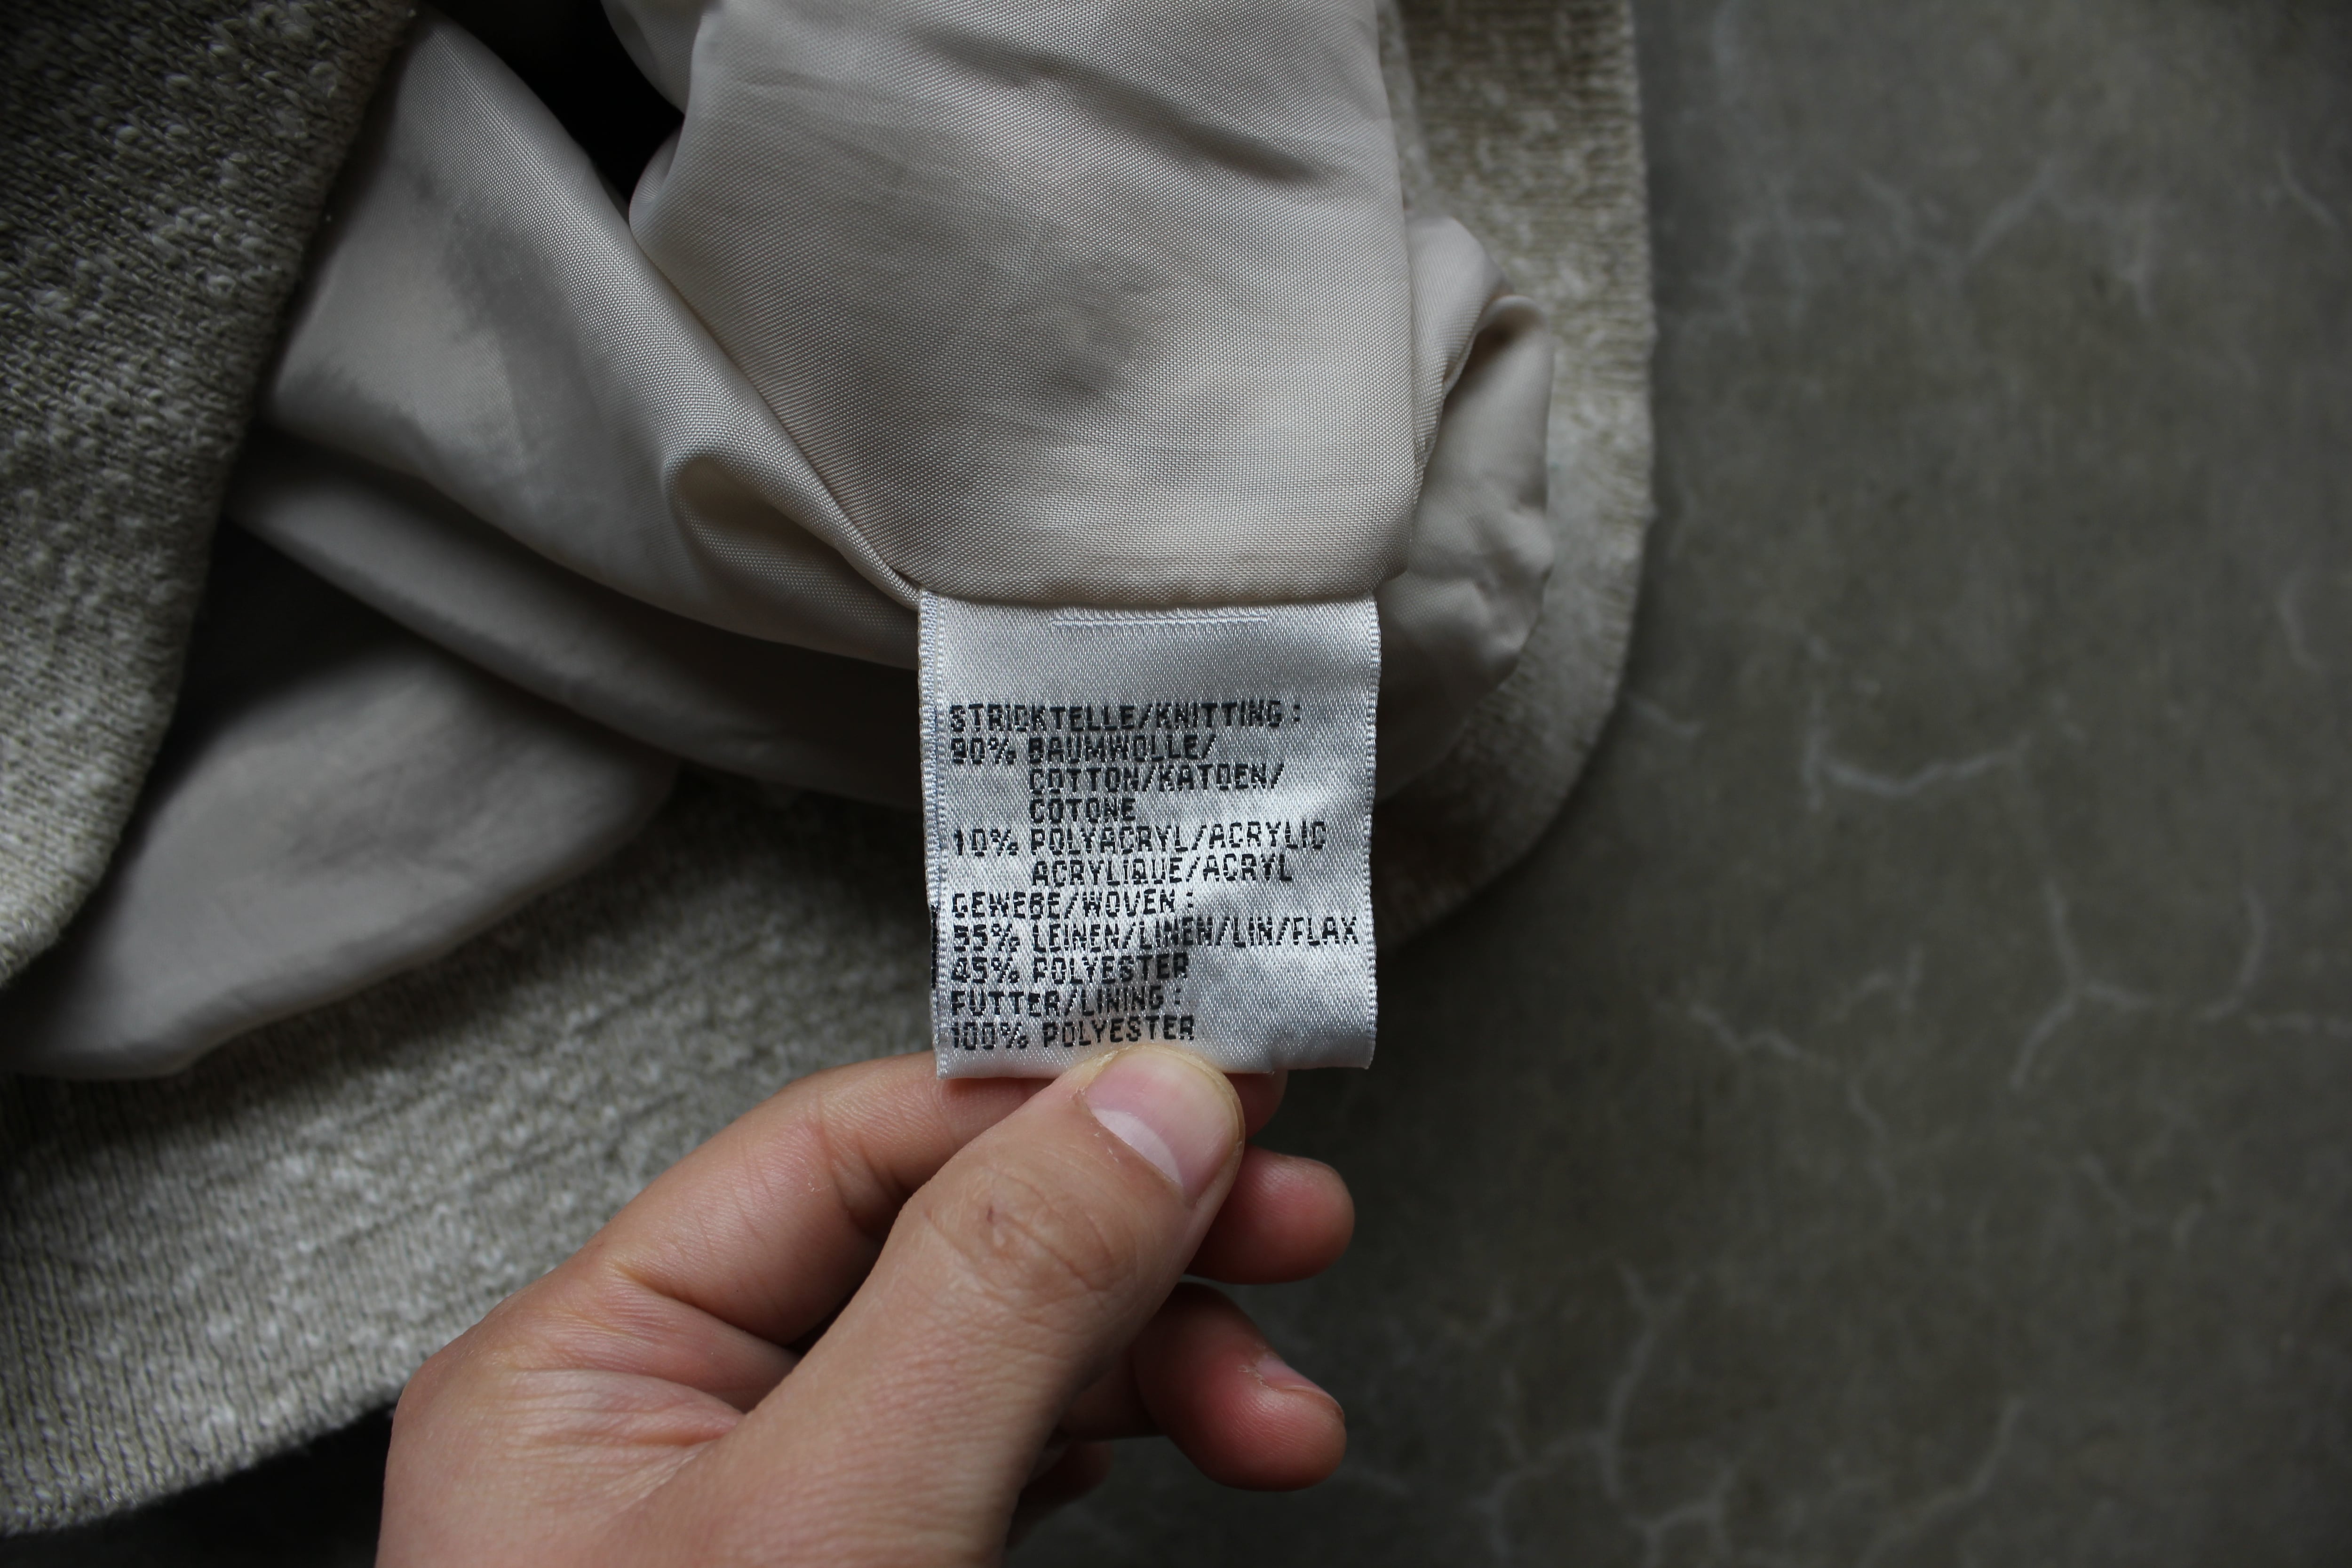 STRICKTELLE/KNITTING:
90% BAUMWOLLE/
COTTON/KATOEN/
COTONE
10% POLYACRYL/ACRYLIC
ACRYLIQUE/ACRYL
GEWEBE/WOVEN:
55% LEINEN/LINEN/LIN/FLAX
45% POLYESTER
FUTTER/LINING:
100% POLYESTER